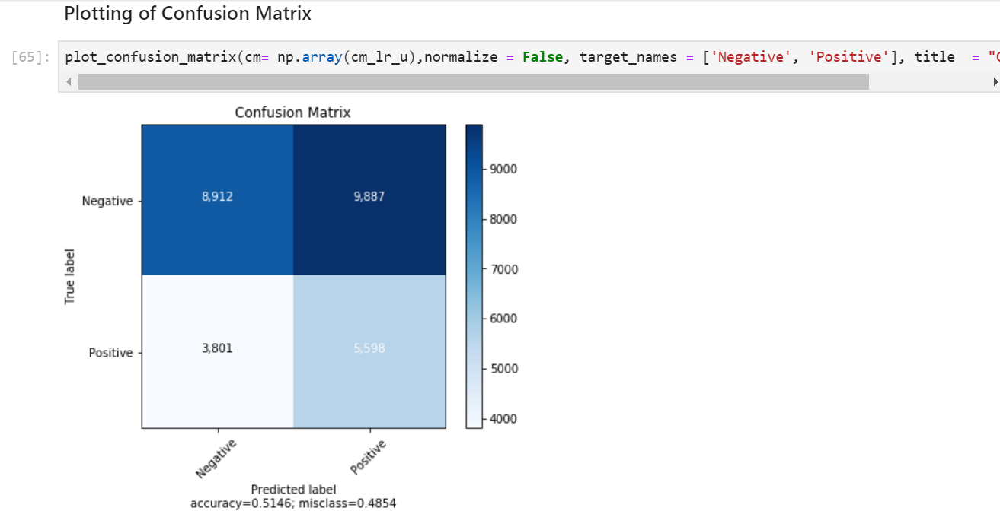 Plotting of Confusion Matrix
[65]: plot_confusion_matrix(cm= np.array(cm_lr_u),normalize = False, target_names = ['Negative', 'Positive'], title  = "
Confusion Matrix
8,912 9,887
Negative
3,801 5,598
Positive
True label
9000
8000
7000
6000
5000
4000
Negative Positive
Predicted label
accuracy=0.5146; misclass=0.4854